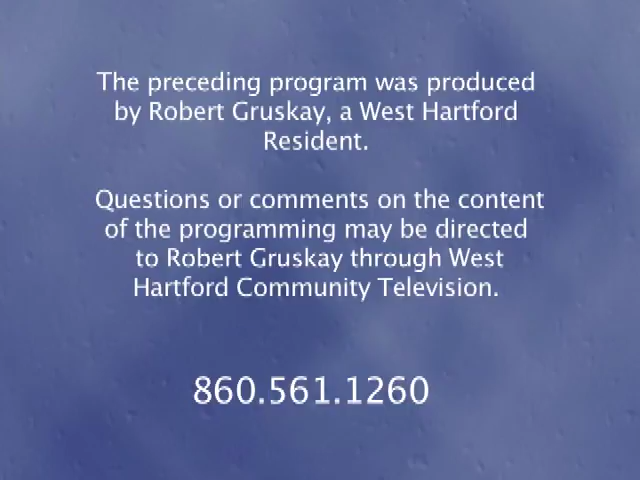 The preceding program was produced
by Robert Gruskay, a West Hartford
Resident.
Questions or comments on the content
of the programming may be directed
to Robert Gruskay through West
Hartford Community Television.
860.561.1260